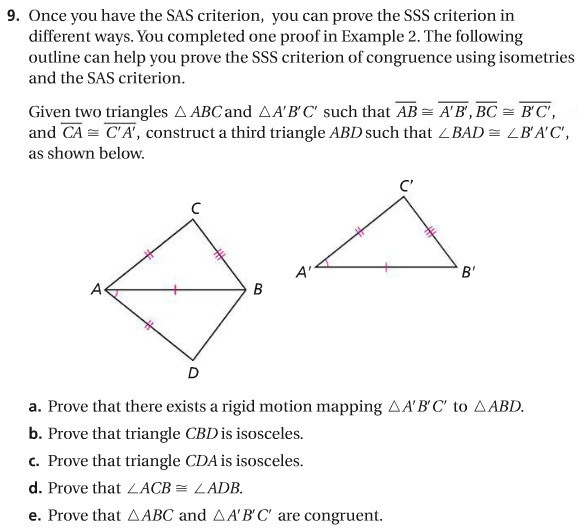 9. Once you have the SAS criterion, you can prove the SSS criterion in
different ways. You completed one proof in Example 2. The following
outline can help you prove the SSS criterion of congruence using isometries
and the SAS criterion.
Given two triangles △ABC and △A′B′C′ such that A̅B̅ ≅ A̅′B̅′, B̅C̅ ≅ B̅′C̅′,
and C̅A̅ ≅ C̅′A̅′, construct a third triangle ABD such that ∠BAD ≅ ∠B′A′C′,
as shown below.
C
C'
A
B
A'
B'
D
a. Prove that there exists a rigid motion mapping △A′B′C′ to △ABD.
b. Prove that triangle CBD is isosceles.
c. Prove that triangle CDA is isosceles.
d. Prove that ∠ACB ≅ ∠ADB.
e. Prove that △ABC and △A′B′C′ are congruent.